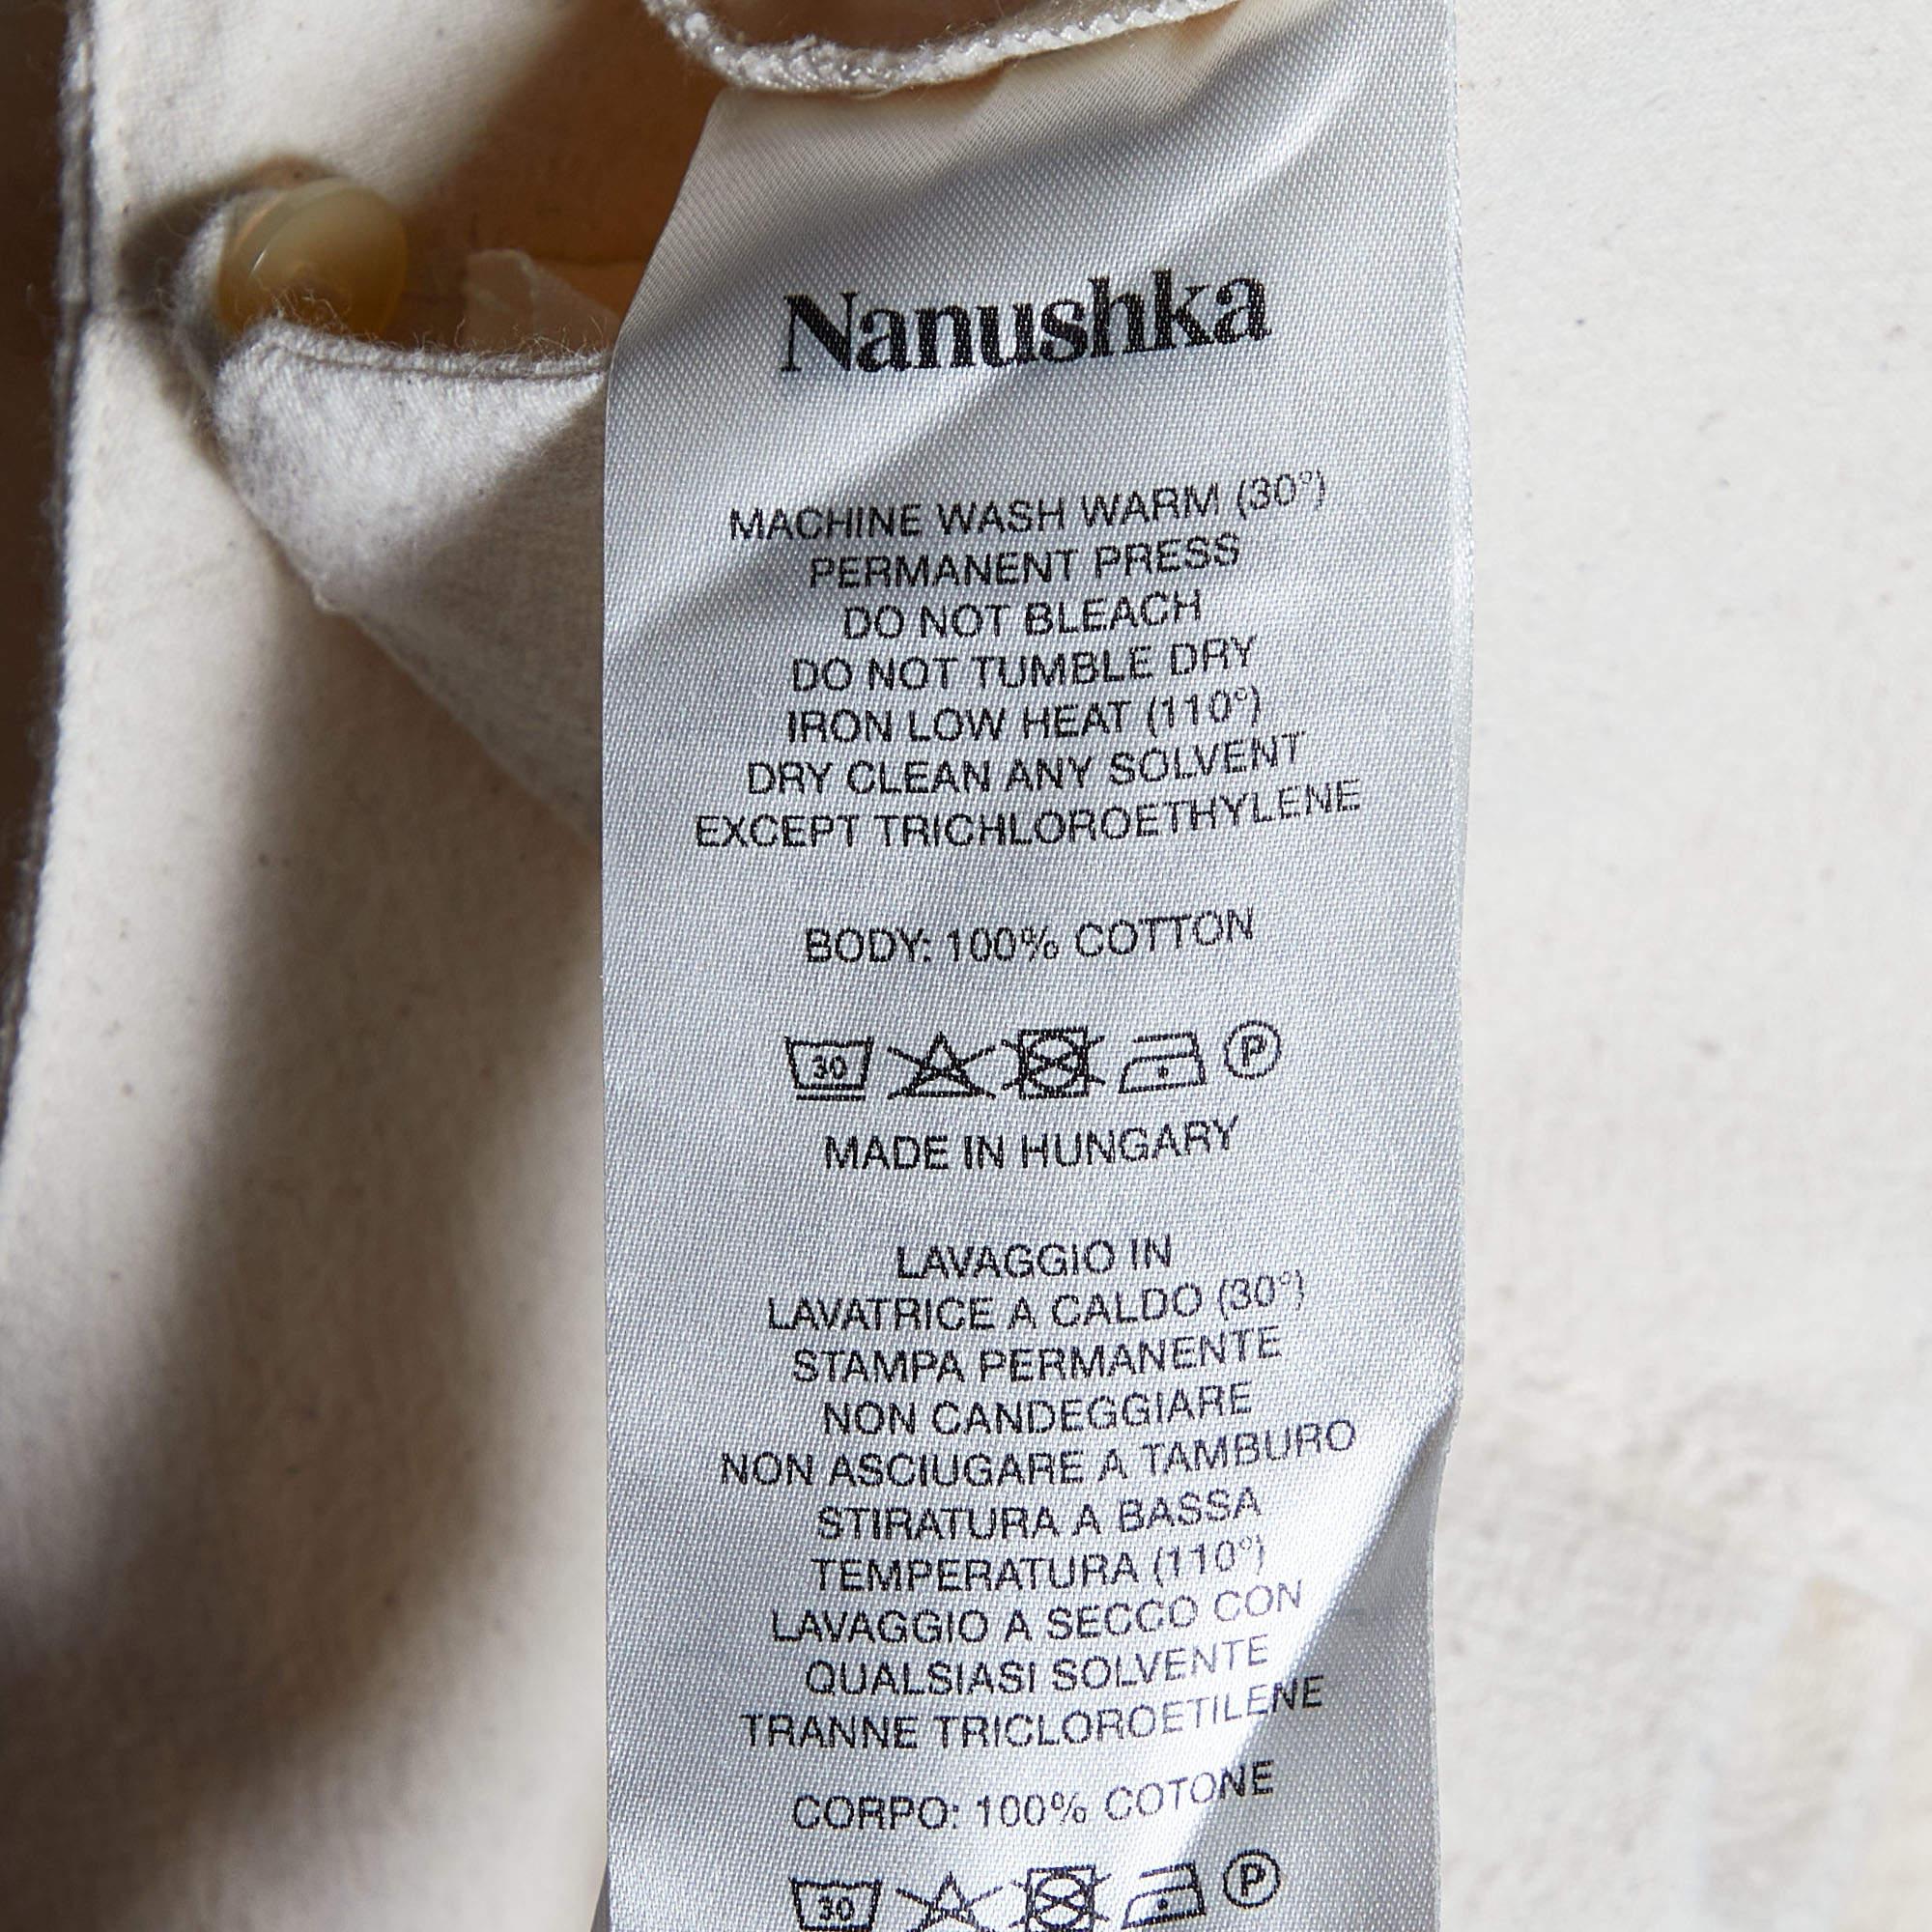 Nanushka
MACHINE WASH WARM (30°)
PERMANENT PRESS
DO NOT BLEACH
DO NOT TUMBLE DRY
IRON LOW HEAT (110°)
DRY CLEAN ANY SOLVENT
EXCEPT TRICHLOROETHYLENE
BODY: 100% COTTON
30 P
MADE IN HUNGARY
LAVAGGIO IN
LAVATRICE A CALDO (30°)
STAMPA PERMANENTE
NON CANDEGGIARE
NON ASCIUGARE A TAMBURO
STIRATURA A BASSA
TEMPERATURA (110°)
LAVAGGIO A SECCO CON
QUALSIASI SOLVENTE
TRANNE TRICLOROETILENE
CORPO: 100% COTONE
30 P